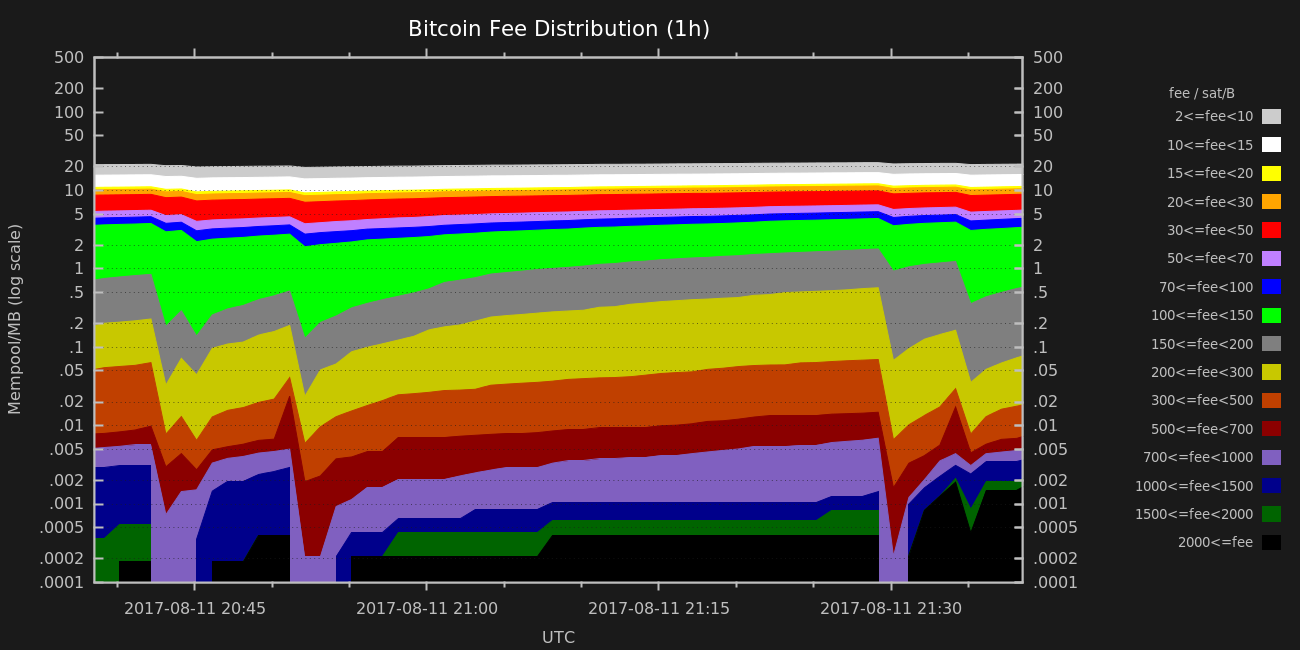 Bitcoin Fee Distribution (1h)
500
200
100
50
20
10
5
2
1
.5
.2
.1
.05
.02
.01
.005
.002
.001
.0005
.0002
.0001
Mempool/MB (log scale)
500
200
100
50
20
10
5
2
1
.5
.2
.1
.05
.02
.01
.005
.002
.001
.0005
.0002
.0001
2017-08-11 20:45
2017-08-11 21:00
2017-08-11 21:15
2017-08-11 21:30
UTC
fee / sat/B
2<=fee<10
10<=fee<15
15<=fee<20
20<=fee<30
30<=fee<50
50<=fee<70
70<=fee<100
100<=fee<150
150<=fee<200
200<=fee<300
300<=fee<500
500<=fee<700
700<=fee<1000
1000<=fee<1500
1500<=fee<2000
2000<=fee